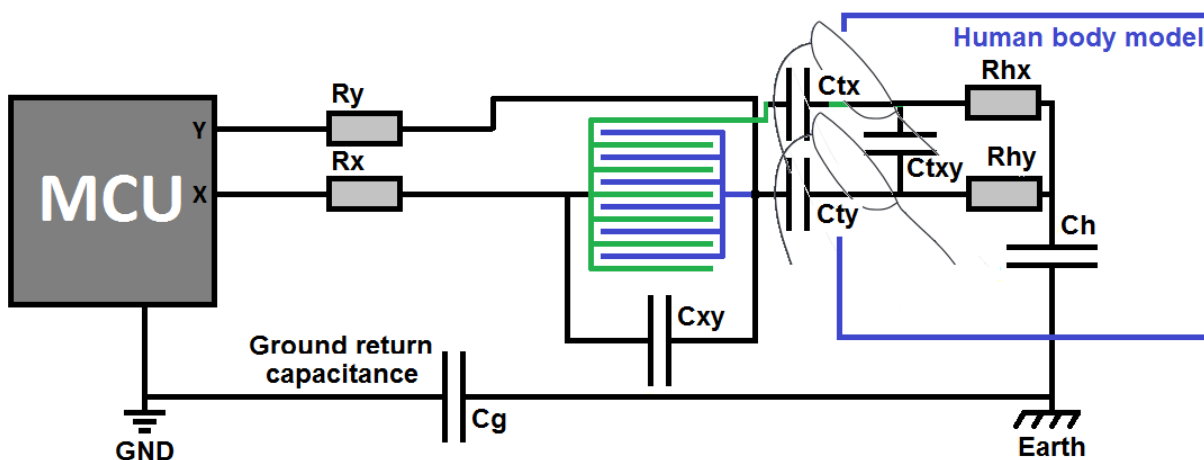 Human body model
Ctx
Rhx
Ry
Y
Rx
Ctxy
Rhy
MCU
X
Cty
Ch
Cxy
Ground return
capacitance
Cg
GND
Earth